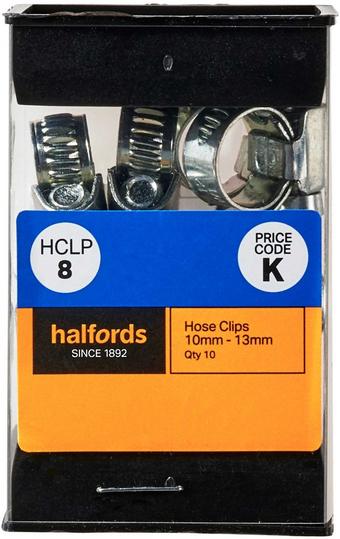 HCLP
8
PRICE
CODE
K
halfords
SINCE 1892
Hose Clips
10mm - 13mm
Qty 10